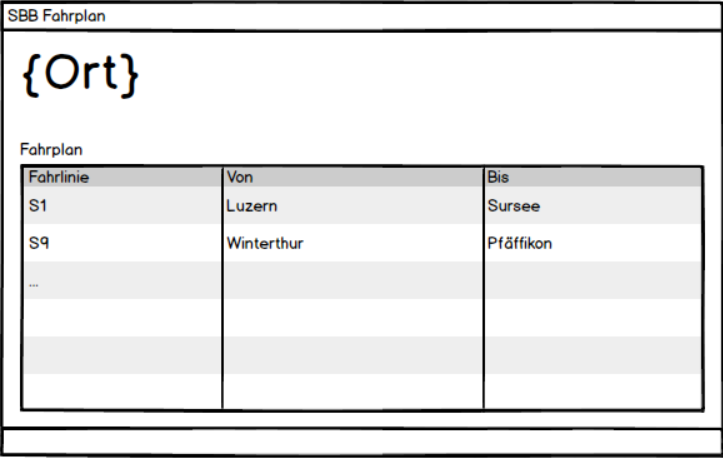 SBB Fahrplan
{Ort}
Fahrplan
Fahrlinie Von Bis
S1 Luzern Sursee
S9 Winterthur Pfäffikon
...